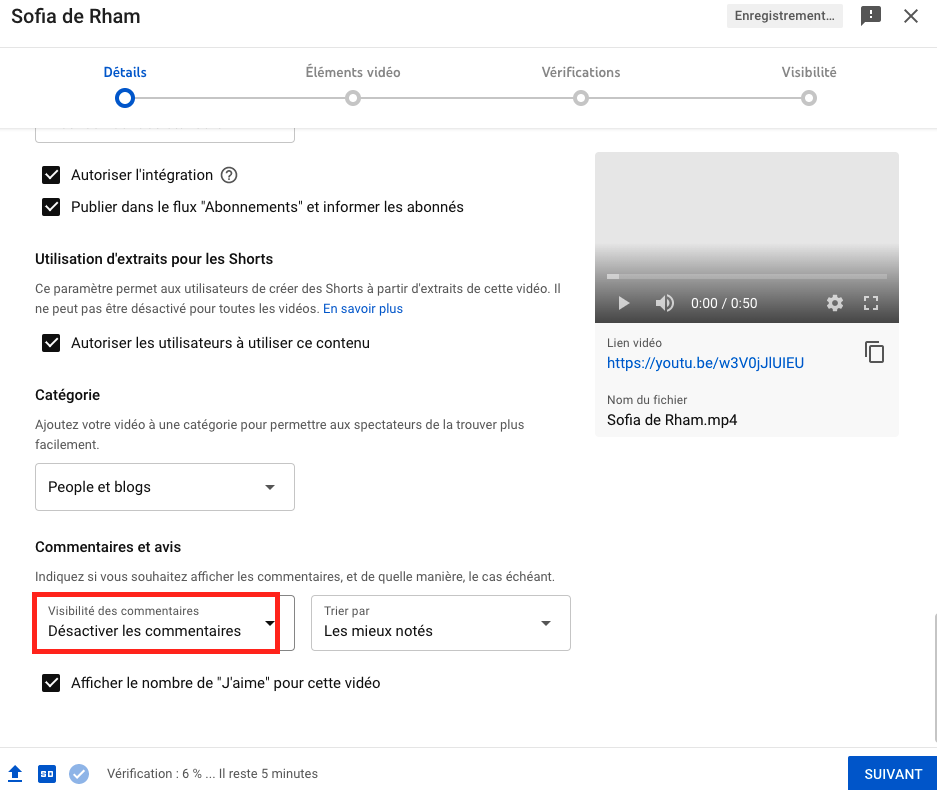 Sofia de Rham
Enregistrement...
Détails
Éléments vidéo
Vérifications
Visibilité
Autoriser l'intégration
Publier dans le flux "Abonnements" et informer les abonnés
Utilisation d'extraits pour les Shorts
Ce paramètre permet aux utilisateurs de créer des Shorts à partir d'extraits de cette vidéo. Il
ne peut pas être désactivé pour toutes les vidéos. En savoir plus
Autoriser les utilisateurs à utiliser ce contenu
Catégorie
Ajoutez votre vidéo à une catégorie pour permettre aux spectateurs de la trouver plus
facilement.
People et blogs
Commentaires et avis
Indiquez si vous souhaitez afficher les commentaires, et de quelle manière, le cas échéant.
Visibilité des commentaires
Désactiver les commentaires
Trier par
Les mieux notés
Afficher le nombre de "J'aime" pour cette vidéo
0:00 / 0:50
Lien vidéo
https://youtu.be/w3V0jJlUIEU
Nom du fichier
Sofia de Rham.mp4
SD
Vérification : 6 % ... Il reste 5 minutes
SUIVANT